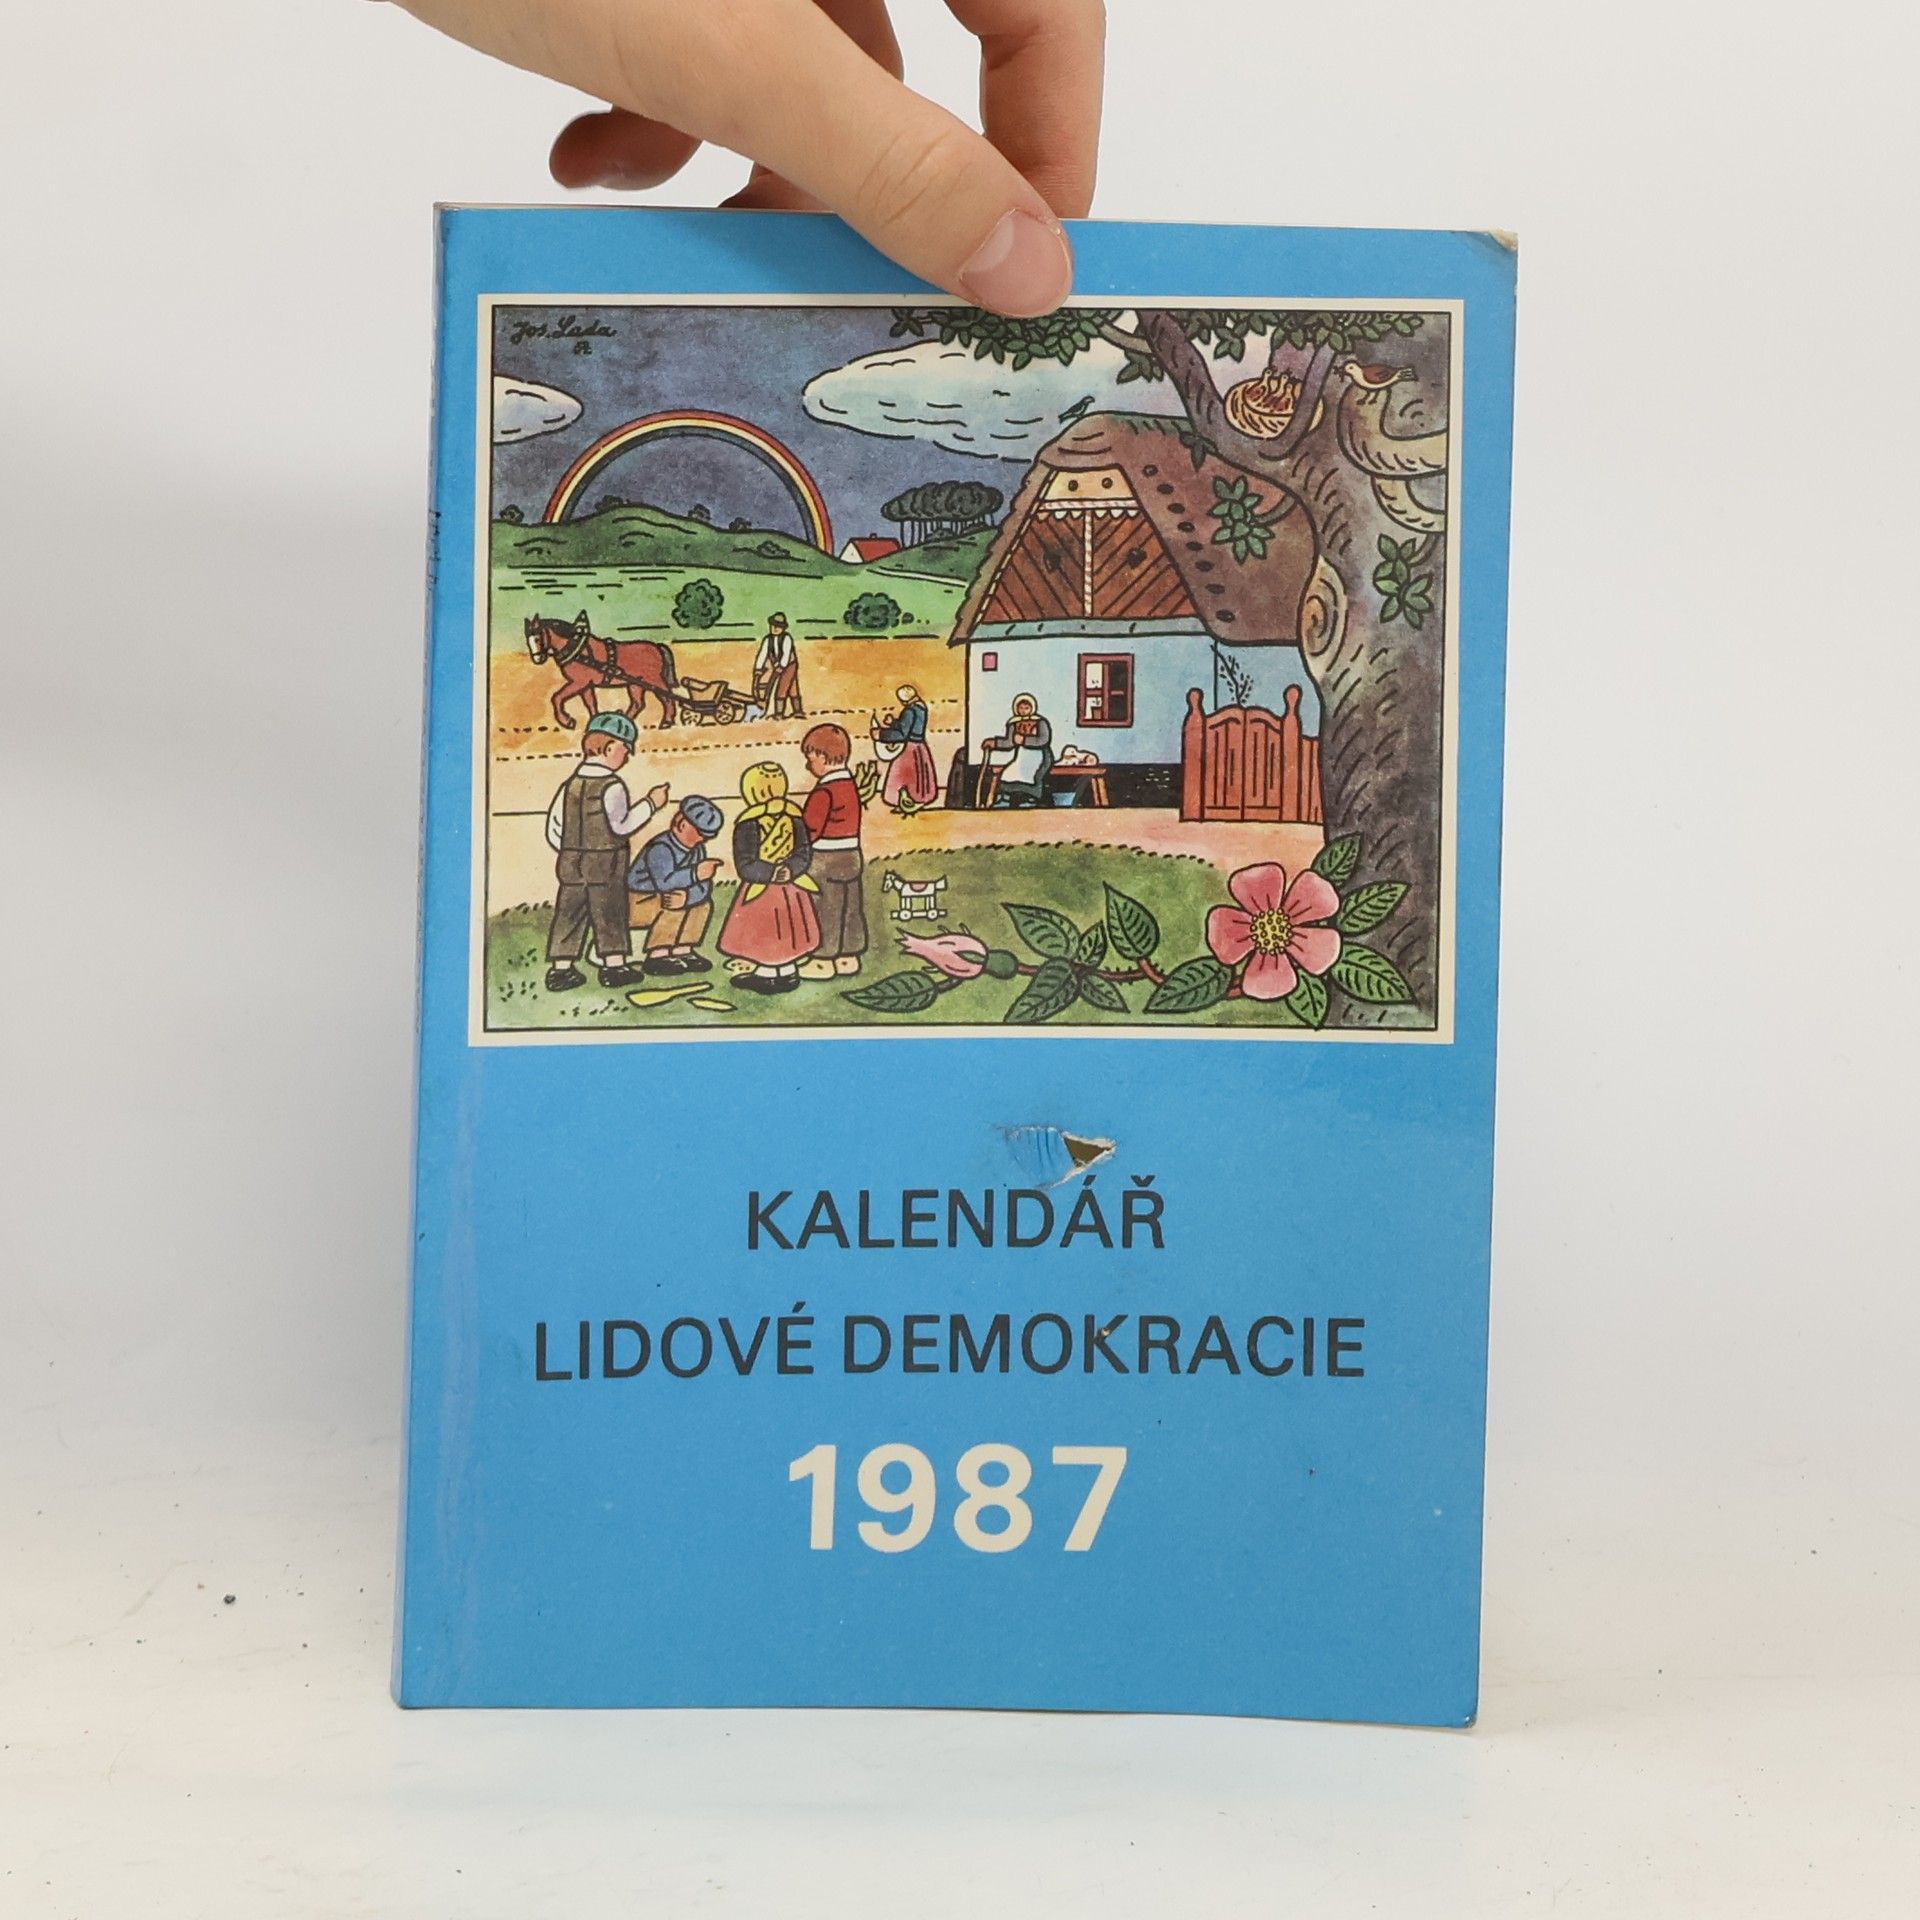 Jos. Lada
KALENDÁŘ
LIDOVÉ DEMOKRACIE
1987